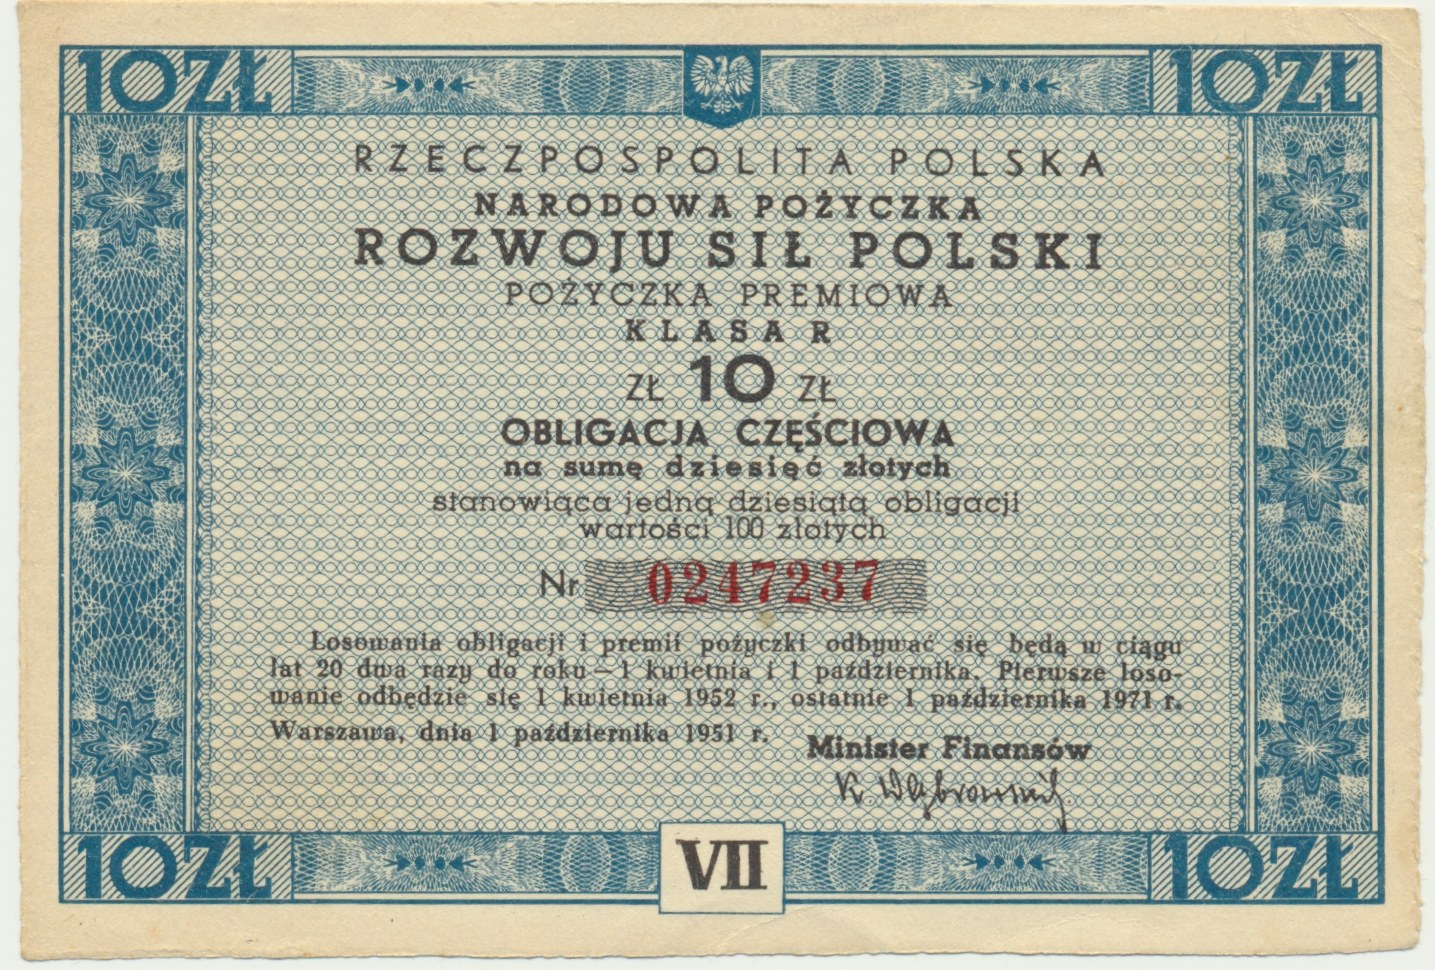 10ZŁ 10ZŁ
RZECZPOSPOLITA POLSKA
NARODOWA POŻYCZKA
ROZWOJU SIŁ POLSKI
POŻYCZKA PREMIOWA
KLASA R
ZŁ 10 ZŁ
OBLIGACJA CZĘŚCIOWA
na sumę dziesięć złotych
stanowiąca jedną dziesiątą obligacji
wartości 100 złotych
Nr 0247237
Losowania obligacji i premii pożyczki odbywać się będą w ciągu
lat 20 dwa razy do roku – 1 kwietnia i 1 października. Pierwsze loso-
wanie odbędzie się 1 kwietnia 1952 r., ostatnie 1 października 1971 r.
Warszawa, dnia 1 października 1951 r.
Minister Finansów
K. Dąbrowski
10ZŁ VII 10ZŁ